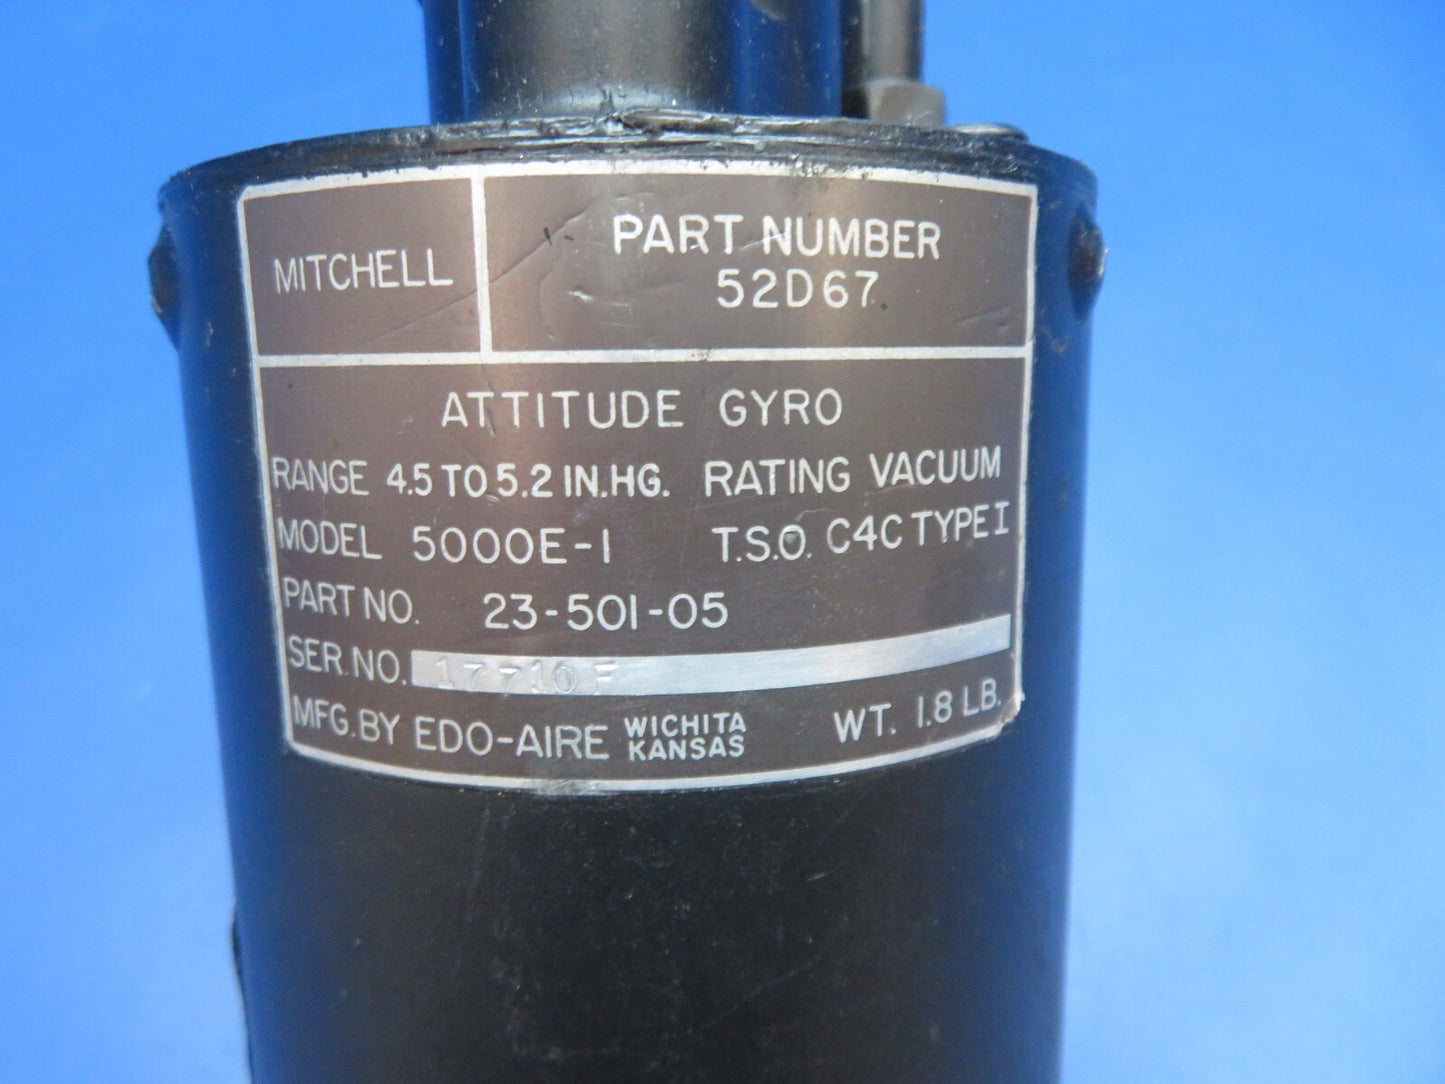 MITCHELL
PART NUMBER
52D67
ATTITUDE GYRO
RANGE 4.5 TO 5.2 IN.HG. RATING VACUUM
MODEL 5000E-1 T.S.O. C4C TYPE I
PART NO. 23-501-05
SER. NO. 17710F
MFG. BY EDO-AIRE WICHITA KANSAS WT. 1.8 LB.